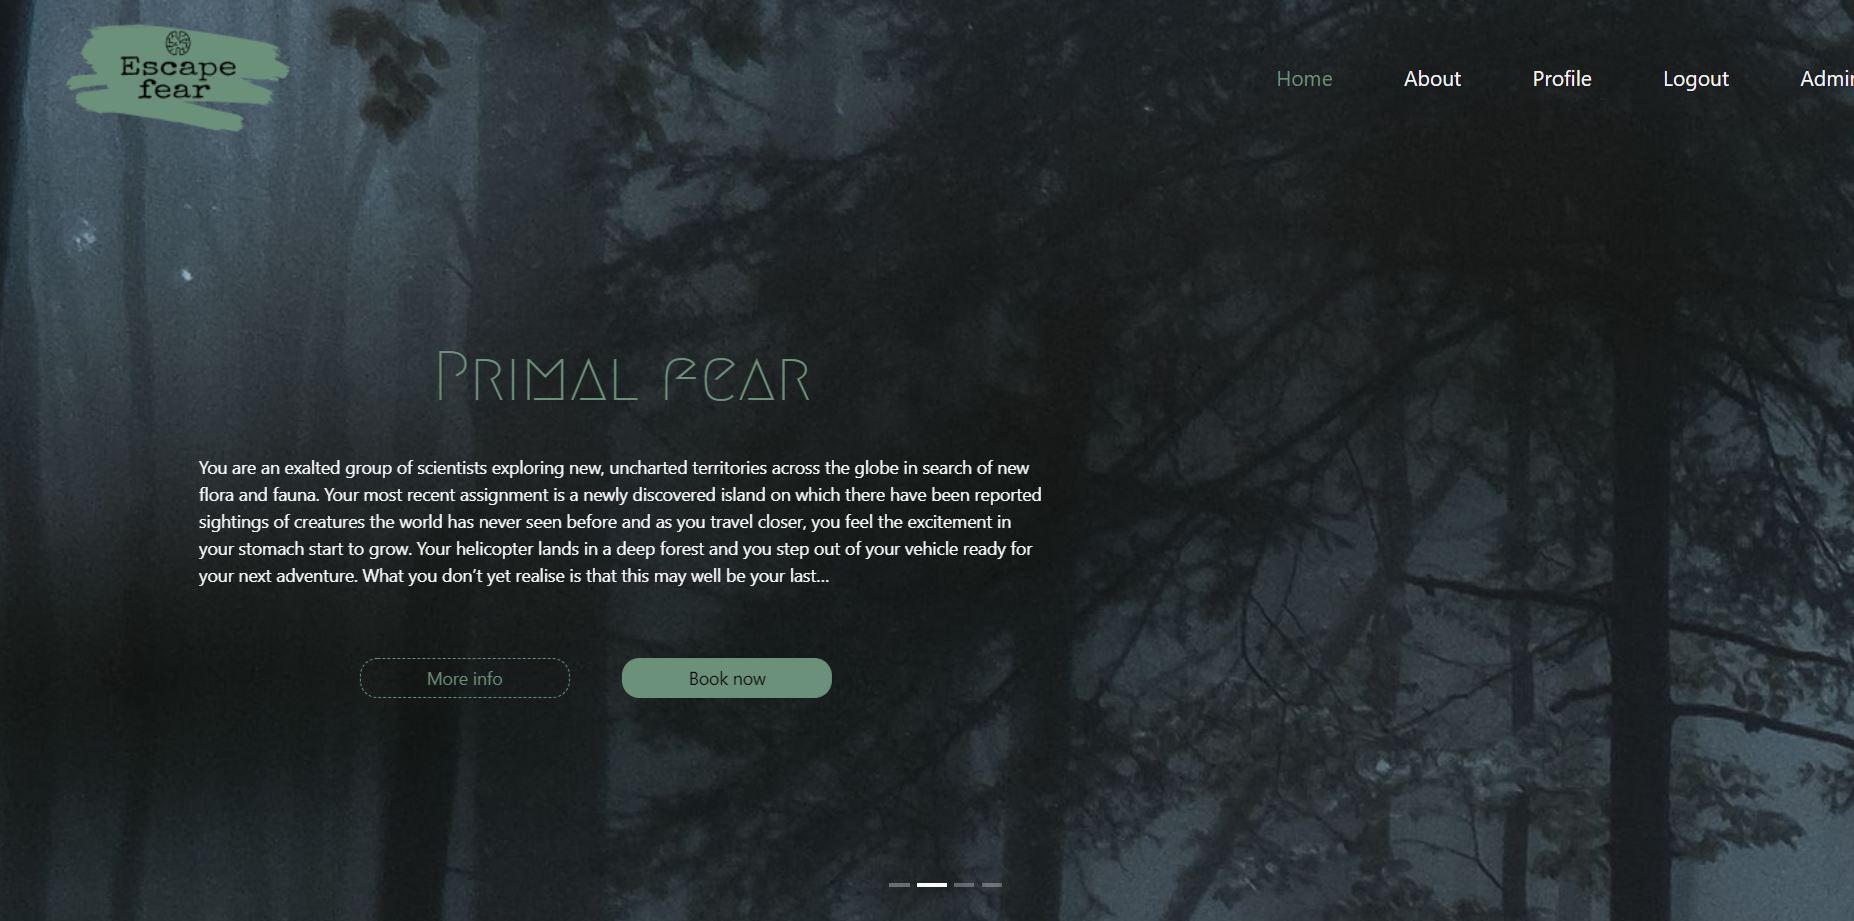 Escape
fear
Home About Profile Logout Admin
Primal fear
You are an exalted group of scientists exploring new, uncharted territories across the globe in search of new
flora and fauna. Your most recent assignment is a newly discovered island on which there have been reported
sightings of creatures the world has never seen before and as you travel closer, you feel the excitement in
your stomach start to grow. Your helicopter lands in a deep forest and you step out of your vehicle ready for
your next adventure. What you don’t yet realise is that this may well be your last...
More info Book now